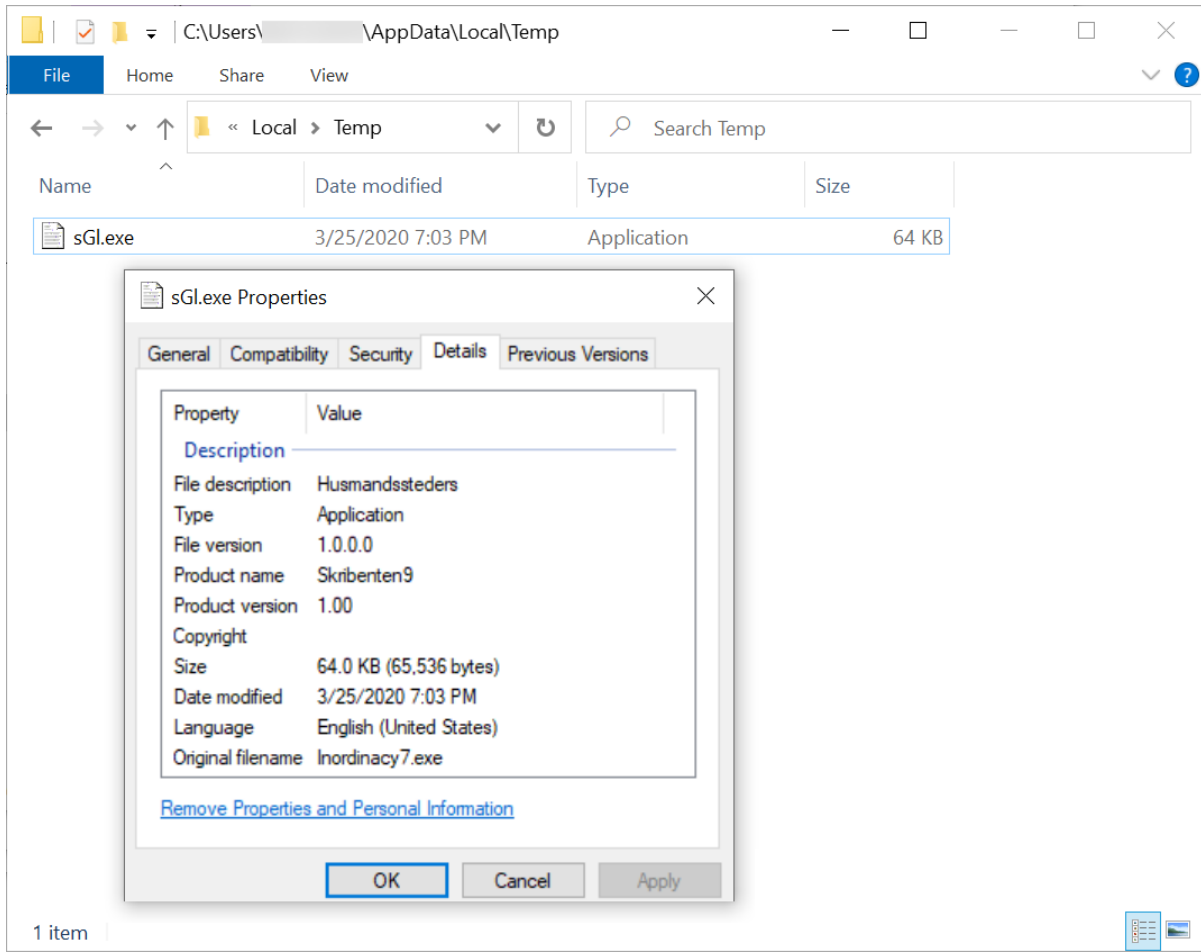 C:\Users\ \AppData\Local\Temp
File Home Share View
« Local > Temp Search Temp
Name Date modified Type Size
sGl.exe 3/25/2020 7:03 PM Application 64 KB
sGl.exe Properties
General Compatibility Security Details Previous Versions
Property Value
Description
File description Husmandssteders
Type Application
File version 1.0.0.0
Product name Skribenten9
Product version 1.00
Copyright
Size 64.0 KB (65,536 bytes)
Date modified 3/25/2020 7:03 PM
Language English (United States)
Original filename Inordinacy7.exe
Remove Properties and Personal Information
OK Cancel Apply
1 item